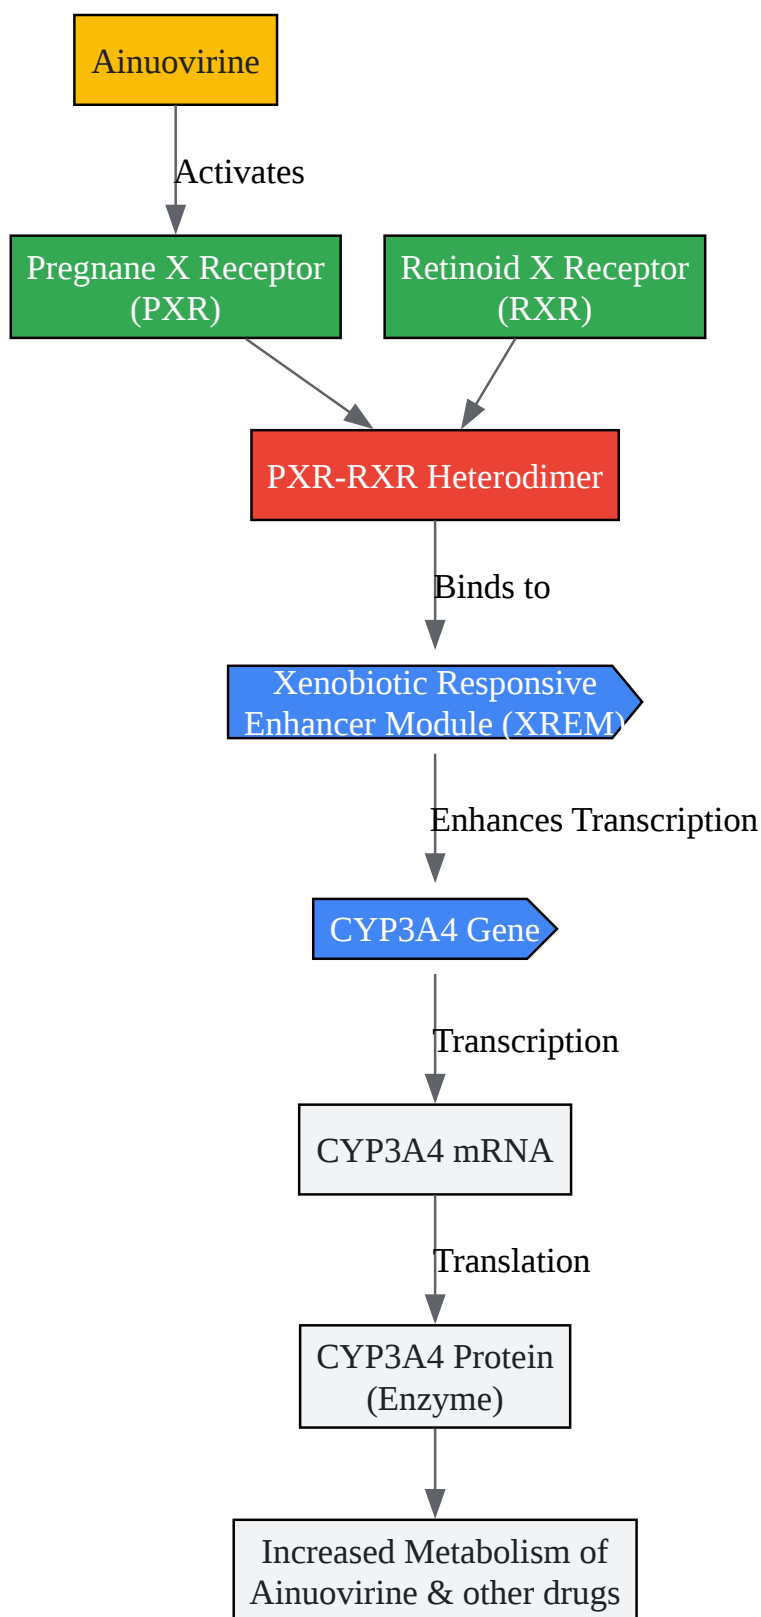 Ainuovirine
Activates
Pregnane X Receptor
(PXR)
Retinoid X Receptor
(RXR)
PXR-RXR Heterodimer
Binds to
Xenobiotic Responsive
Enhancer Module (XREM)
Enhances Transcription
CYP3A4 Gene
Transcription
CYP3A4 mRNA
Translation
CYP3A4 Protein
(Enzyme)
Increased Metabolism of
Ainuovirine & other drugs